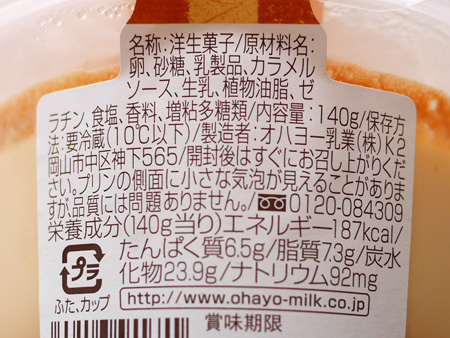 名称:洋生菓子/原材料名:
卵、砂糖、乳製品、カラメル
ソース、生乳、植物油脂、ゼ
ラチン、食塩、香料、増粘多糖類/内容量:140g/保存方
法:要冷蔵(10℃以下)/製造者:オハヨー乳業(株)K2
岡山市中区神下565/開封後はすぐにお召し上がりくだ
さい。プリンの側面に小さな気泡が見えることがありま
すが、品質には問題ありません。/0120-084309
栄養成分(140g当り)エネルギー187kcal/
たんぱく質6.5g/脂質7.3g/炭水
化物23.9g/ナトリウム92mg
プラ
ふた、カップ
http://www.ohayo-milk.co.jp
賞味期限